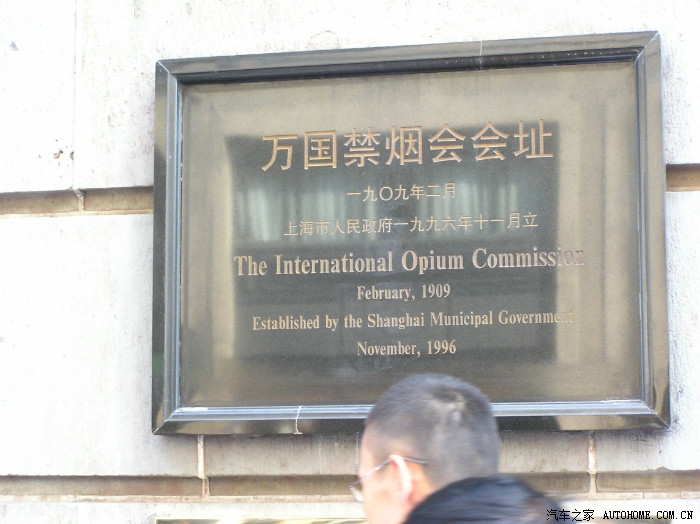 万国禁烟会会址
一九〇九年二月
上海市人民政府一九九六年十一月立
The International Opium Commission
February, 1909
Established by the Shanghai Municipal Government
November, 1996
汽车之家 AUTOHOME.COM.CN